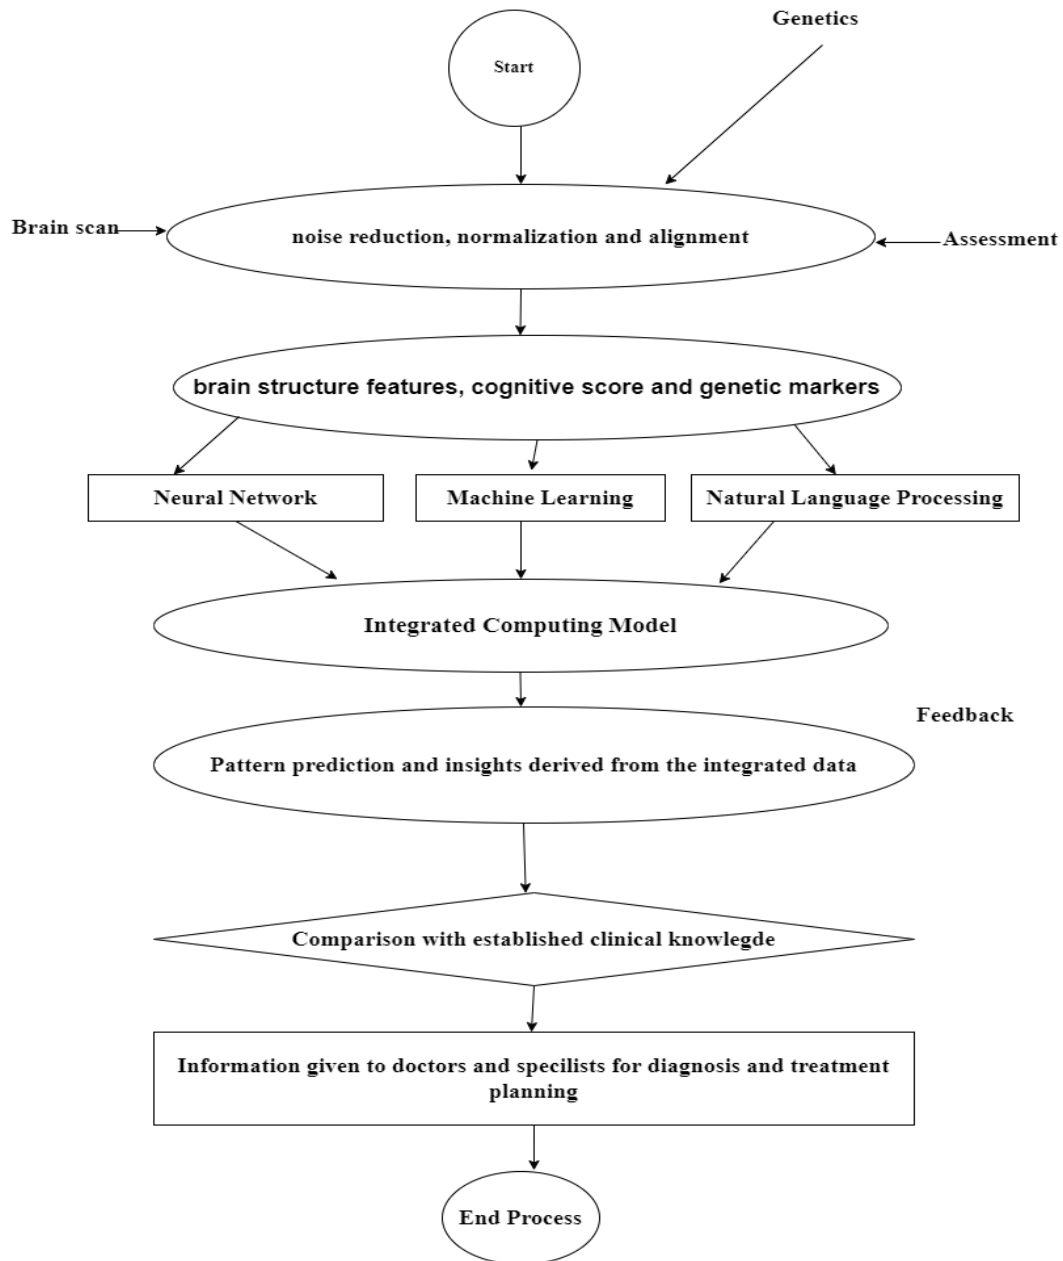 Genetics
Start
Brain scan
noise reduction, normalization and alignment
Assessment
brain structure features, cognitive score and genetic markers
Neural Network
Machine Learning
Natural Language Processing
Integrated Computing Model
Feedback
Pattern prediction and insights derived from the integrated data
Comparison with established clinical knowlegde
Information given to doctors and specilists for diagnosis and treatment
planning
End Process